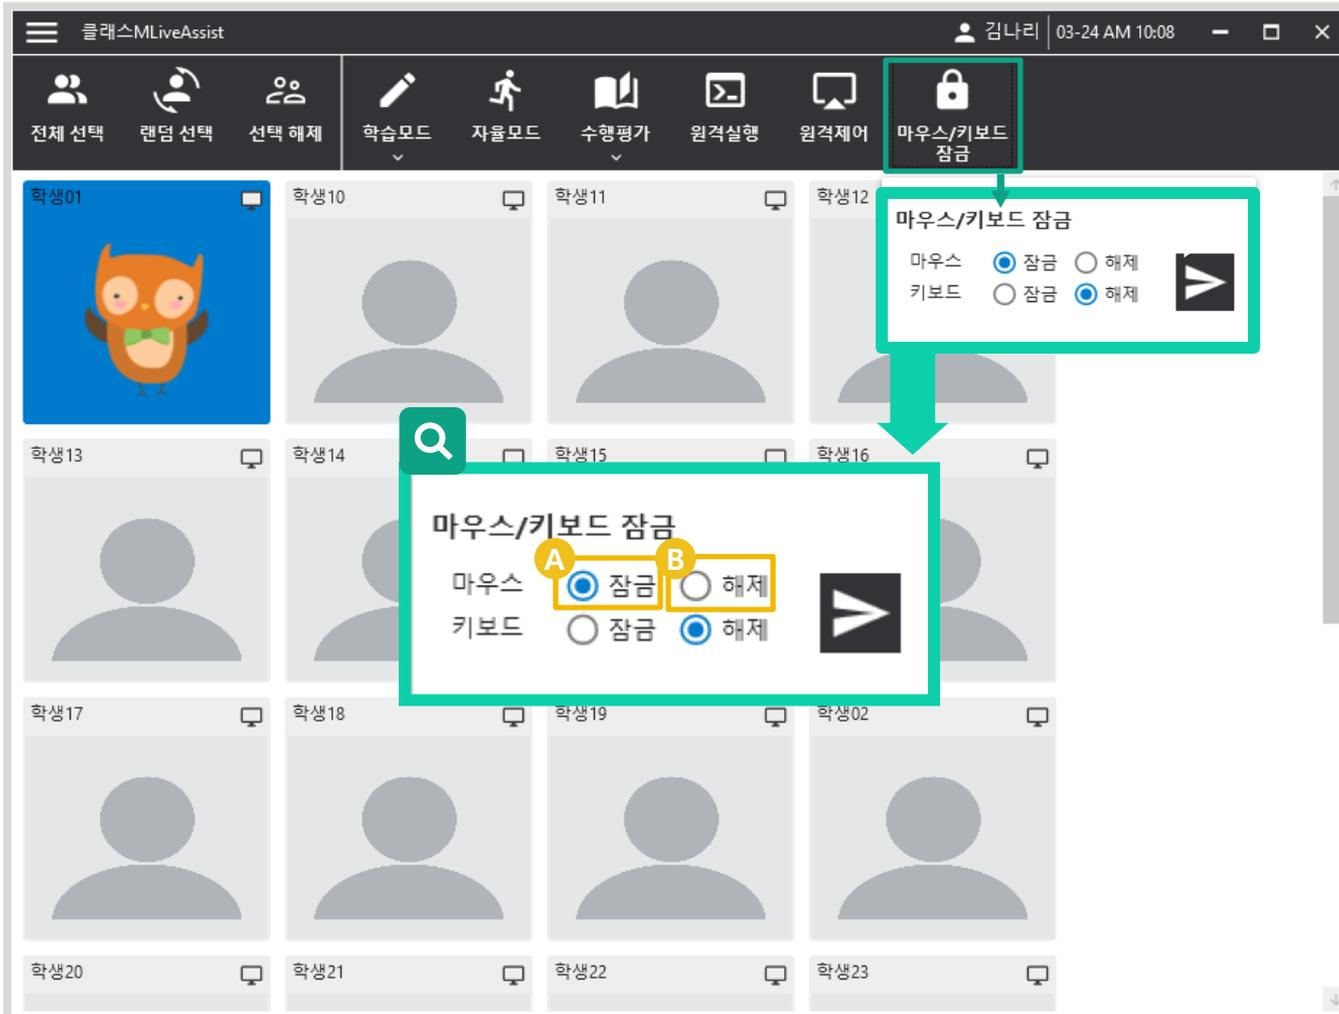 클래스MLiveAssist
김나리
03-24 AM 10:08
전체 선택
랜덤 선택
선택 해제
학습모드
자율모드
수행평가
원격실행
원격제어
마우스/키보드
잠금
학생01
학생10
학생11
학생12
마우스/키보드 잠금
마우스 잠금 해제
키보드 잠금 해제
학생13
학생14
학생15
학생16
마우스/키보드 잠금
A
B
마우스 잠금 해제
키보드 잠금 해제
학생17
학생18
학생19
학생02
학생20
학생21
학생22
학생23